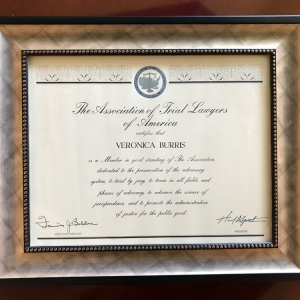 The Association of Trial Lawyers
of America
certifies that
VERONICA BURRIS
is a Member in good standing of The Association
dedicated to the preservation of the adversary
system, to trial by jury, to train in all fields and
phases of advocacy, to advance the science of
jurisprudence and to promote the administration
of justice for the public good.
EXECUTIVE DIRECTOR
PRESIDENT